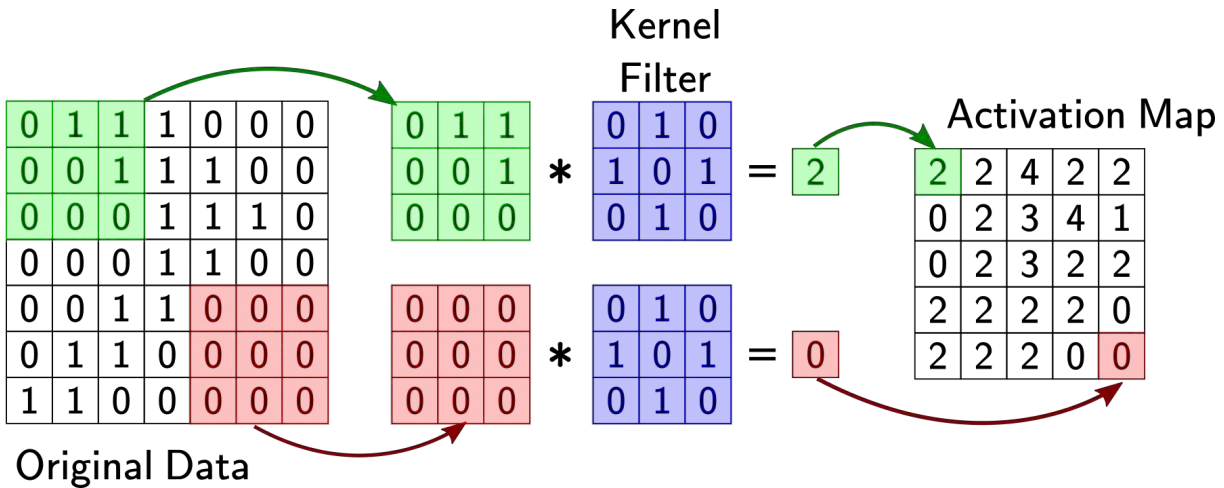 Kernel
Filter
Activation Map
0 1 1 1 0 0 0
0 0 1 1 1 0 0
0 0 0 1 1 1 0
0 0 0 1 1 0 0
0 0 1 1 0 0 0
0 1 1 0 0 0 0
1 1 0 0 0 0 0
Original Data
0 1 1
0 0 1
0 0 0
*
0 1 0
1 0 1
0 1 0
= 2
0 0 0
0 0 0
0 0 0
*
0 1 0
1 0 1
0 1 0
= 0
2 2 4 2 2
0 2 3 4 1
0 2 3 2 2
2 2 2 2 0
2 2 2 0 0